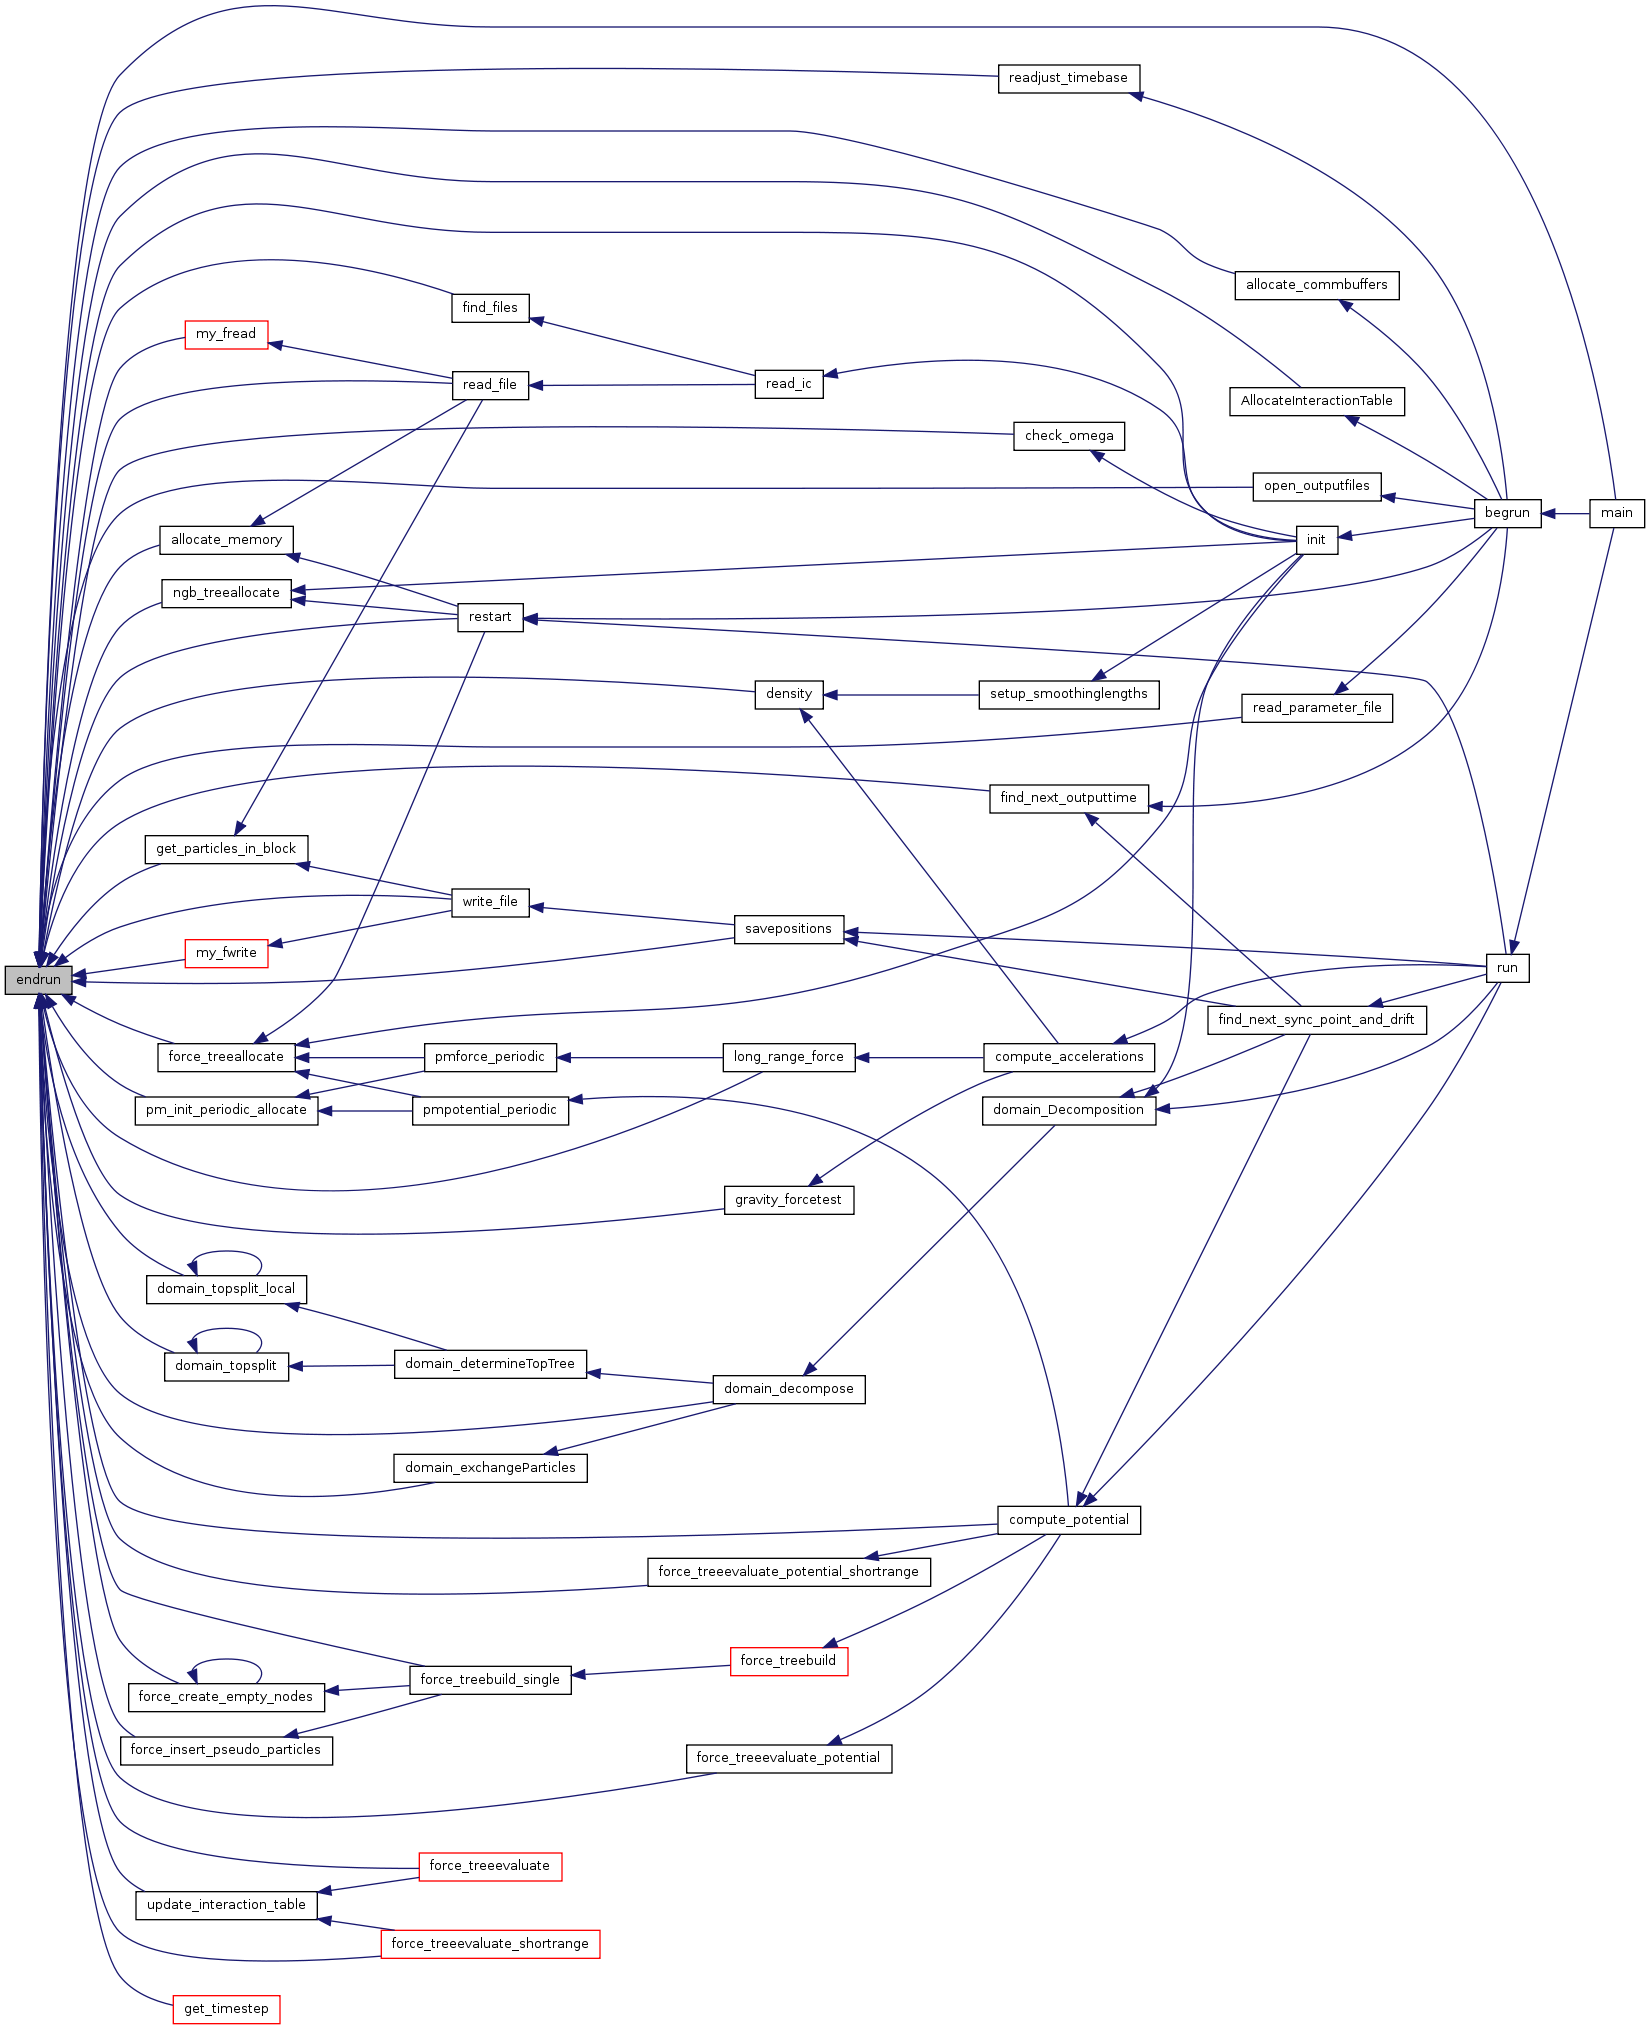 readjust_timebase
allocate_commbuffers
find_files
my_fread
read_file
read_ic
AllocateInteractionTable
check_omega
open_outputfiles
begrun
main
allocate_memory
init
ngb_treeallocate
restart
density
setup_smoothinglengths
read_parameter_file
find_next_outputtime
get_particles_in_block
write_file
savepositions
my_fwrite
run
endrun
find_next_sync_point_and_drift
force_treeallocate
pmforce_periodic
long_range_force
compute_accelerations
pm_init_periodic_allocate
pmpotential_periodic
domain_Decomposition
gravity_forcetest
domain_topsplit_local
domain_topsplit
domain_determineTopTree
domain_decompose
domain_exchangeParticles
compute_potential
force_treeevaluate_potential_shortrange
force_treebuild
force_treebuild_single
force_create_empty_nodes
force_insert_pseudo_particles
force_treeevaluate_potential
force_treeevaluate
update_interaction_table
force_treeevaluate_shortrange
get_timestep